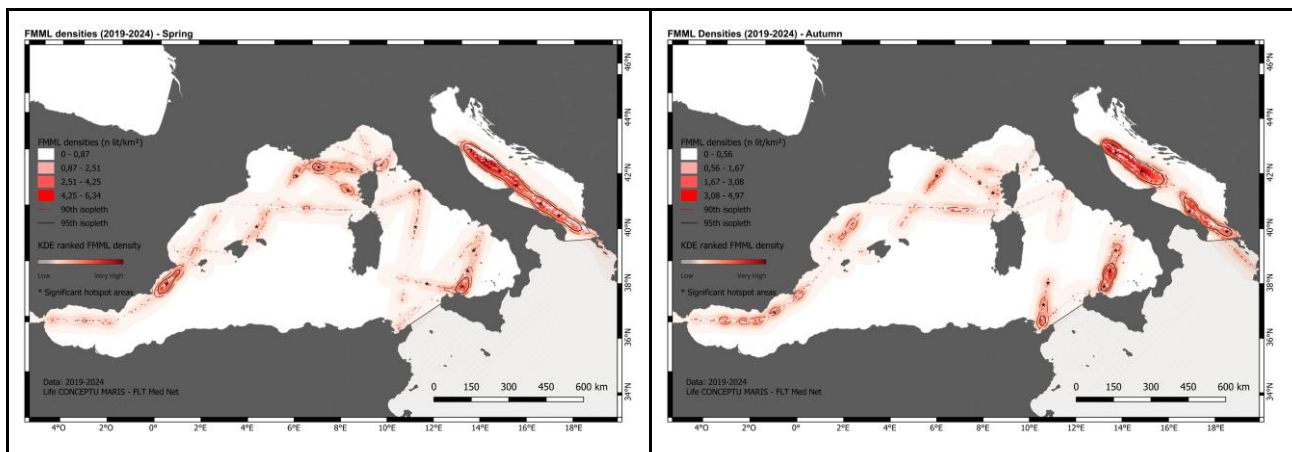 FMML densities (2019-2024) - Spring
46°N
44°N
42°N
40°N
38°N
36°N
34°N
FMML densities (n lit/km²)
0 - 0,87
0,87 - 2,51
2,51 - 4,25
4,25 - 6,34
90th isopleth
95th isopleth
KDE ranked FMML density
Low Very High
* Significant hotspot areas
Data: 2019-2024
Life CONCEPTU MARIS - FLT Med Net
0 150 300 450 600 km
4°O 2°O 0° 2°E 4°E 6°E 8°E 10°E 12°E 14°E 16°E 18°E
FMML Densities (2019-2024) - Autumn
46°N
44°N
42°N
40°N
38°N
36°N
34°N
FMML densities (n lit/km²)
0 - 0,56
0,56 - 1,67
1,67 - 3,08
3,08 - 4,97
90th isopleth
95th isopleth
KDE ranked FMML density
Low Very High
* Significant hotspot areas
Data: 2019-2024
Life CONCEPTU MARIS - FLT Med Net
0 150 300 450 600 km
4°O 2°O 0° 2°E 4°E 6°E 8°E 10°E 12°E 14°E 16°E 18°E